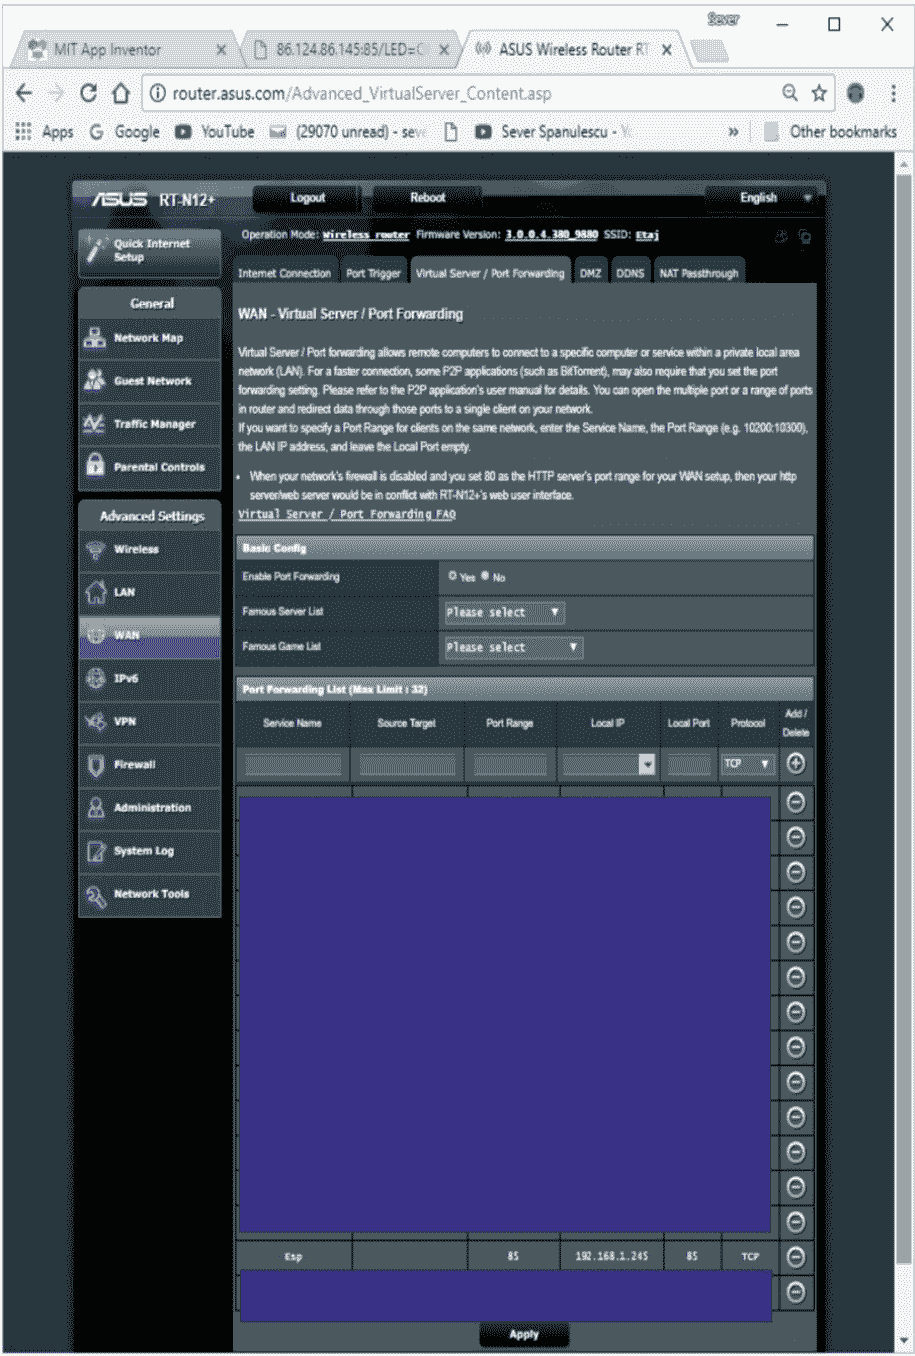 Sever
MIT App Inventor
86.124.86.145:85/LED=
ASUS Wireless Router RT
router.asus.com/Advanced_VirtualServer_Content.asp
Apps Google YouTube (29070 unread) - seve Sever Spanulescu - » Other bookmarks
ASUS RT-N12+ Logout Reboot English
Operation Mode: Wireless router Firmware Version: 3.0.0.4.380_9880 SSID: Etaj
Quick Internet Setup
General
Network Map
Guest Network
Traffic Manager
Parental Controls
Advanced Settings
Wireless
LAN
WAN
IPv6
VPN
Firewall
Administration
System Log
Network Tools
Internet Connection Port Trigger Virtual Server / Port Forwarding DMZ DDNS NAT Passthrough
WAN - Virtual Server / Port Forwarding
Virtual Server / Port forwarding allows remote computers to connect to a specific computer or service within a private local area
network (LAN). For a faster connection, some P2P applications (such as BitTorrent), may also require that you set the port
forwarding setting. Please refer to the P2P application's user manual for details. You can open the multiple port or a range of ports
in router and redirect data through those ports to a single client on your network.
If you want to specify a Port Range for clients on the same network, enter the Service Name, the Port Range (e.g. 10200:10300),
the LAN IP address, and leave the Local Port empty.
• When your network's firewall is disabled and you set 80 as the HTTP server's port range for your WAN setup, then your http
server/web server would be in conflict with RT-N12+'s web user interface.
Virtual Server / Port Forwarding FAQ
Basic Config
Enable Port Forwarding Yes No
Famous Server List Please select
Famous Game List Please select
Port Forwarding List (Max Limit : 32)
Service Name Source Target Port Range Local IP Local Port Protocol Add / Delete
TCP
Esp 85 192.168.1.245 85 TCP
Apply